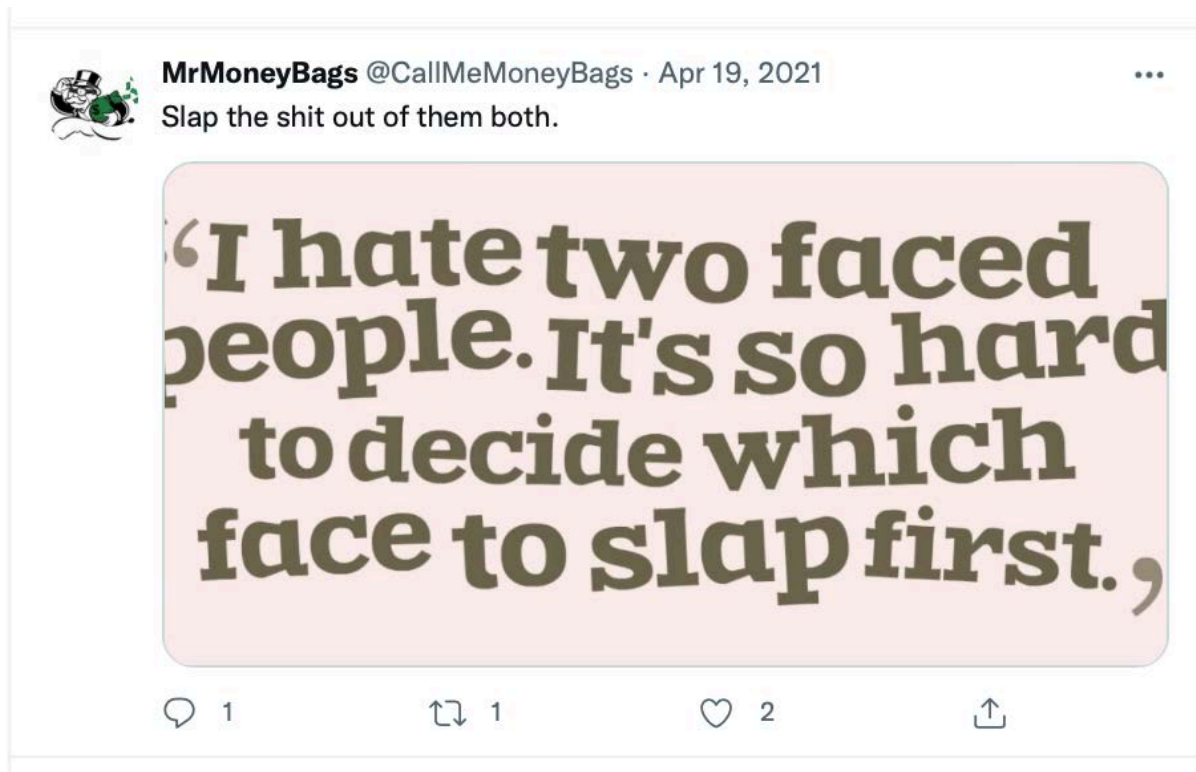 MrMoneyBags @CallMeMoneyBags · Apr 19, 2021
Slap the shit out of them both.
“I hate two faced
people. It's so hard
to decide which
face to slap first.”
1 1 2